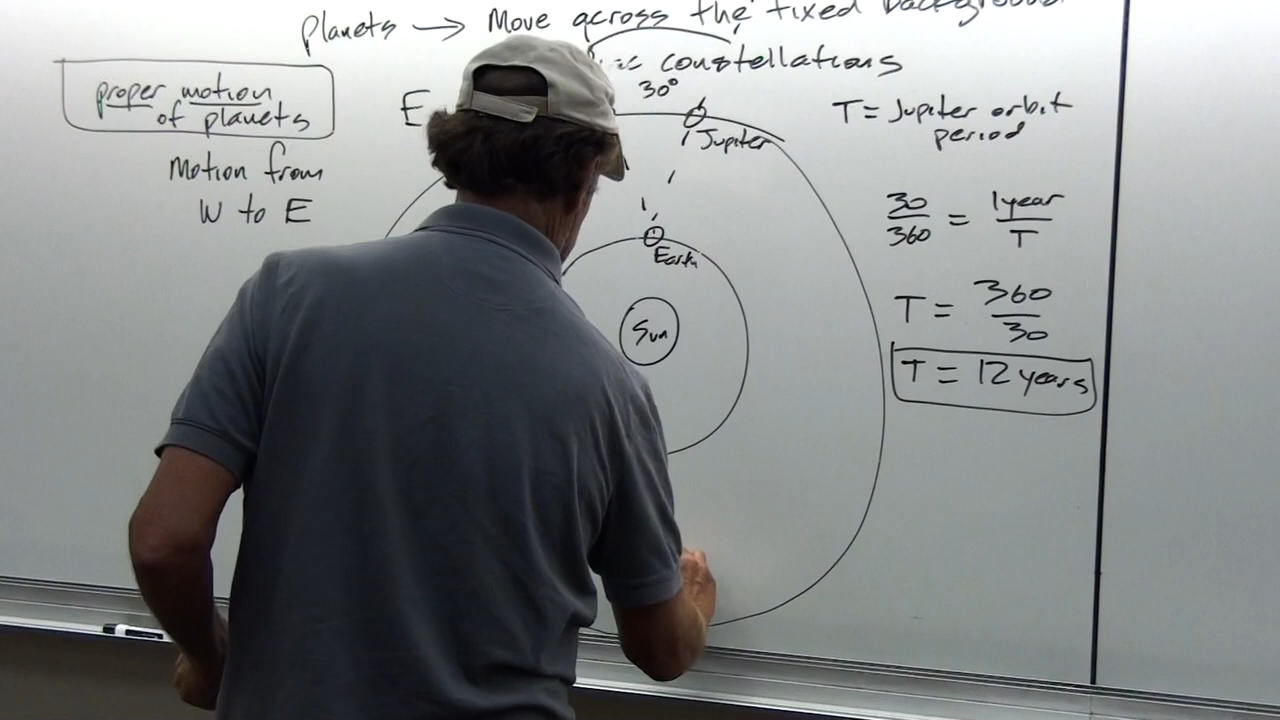 planets → Move across the fixed background
constellations
proper motion
of planets
Motion from
W to E
E
30°
Jupiter
Earth
Sun
T = Jupiter orbit
period
30/360 = 1 year/T
T = 360/30
T = 12 years